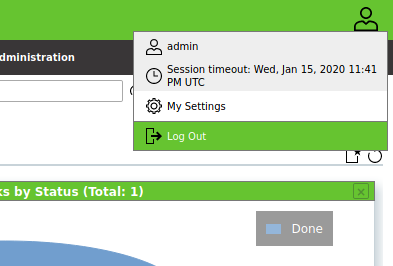 admin
Session timeout: Wed, Jan 15, 2020 11:41
PM UTC
dministration
My Settings
Log Out
ks by Status (Total: 1)
Done